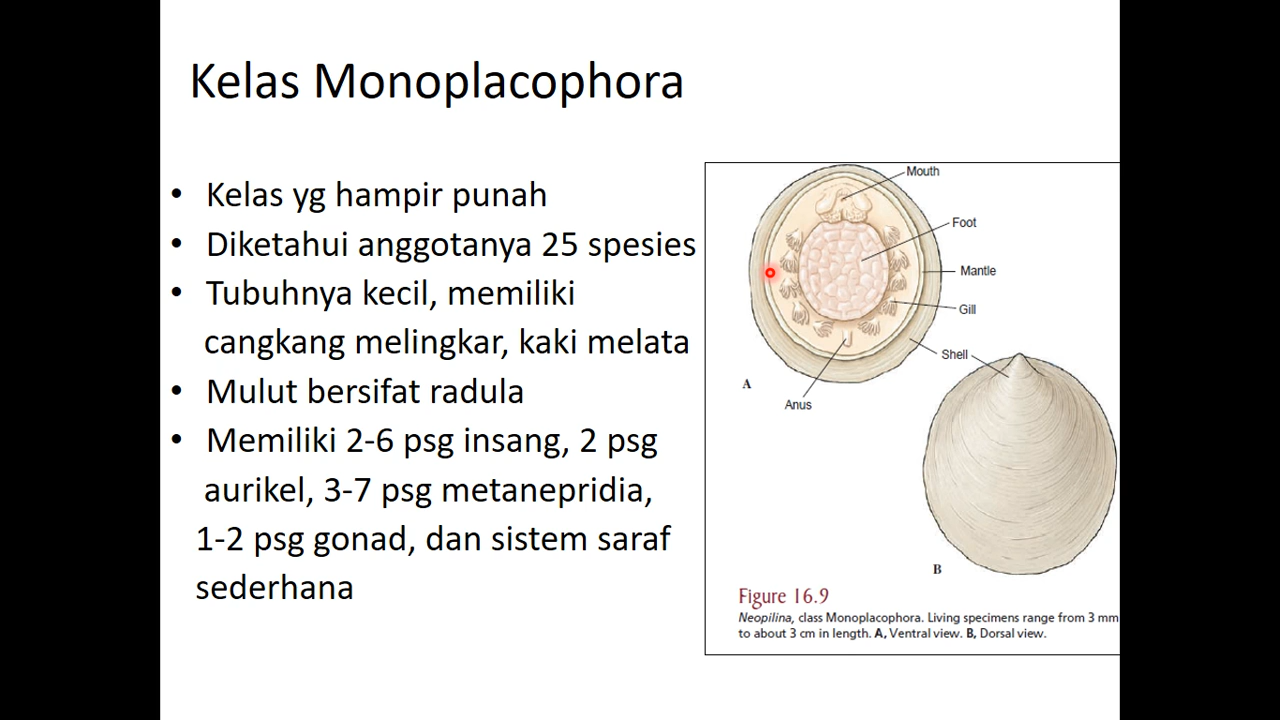 Kelas Monoplacophora
• Kelas yg hampir punah
• Diketahui anggotanya 25 spesies
• Tubuhnya kecil, memiliki
cangkang melingkar, kaki melata
• Mulut bersifat radula
• Memiliki 2-6 psg insang, 2 psg
aurikel, 3-7 psg metanepridia,
1-2 psg gonad, dan sistem saraf
sederhana
Mouth
Foot
Mantle
Gill
Shell
A
Anus
B
Figure 16.9
Neopilina, class Monoplacophora. Living specimens range from 3 mm
to about 3 cm in length. A, Ventral view. B, Dorsal view.